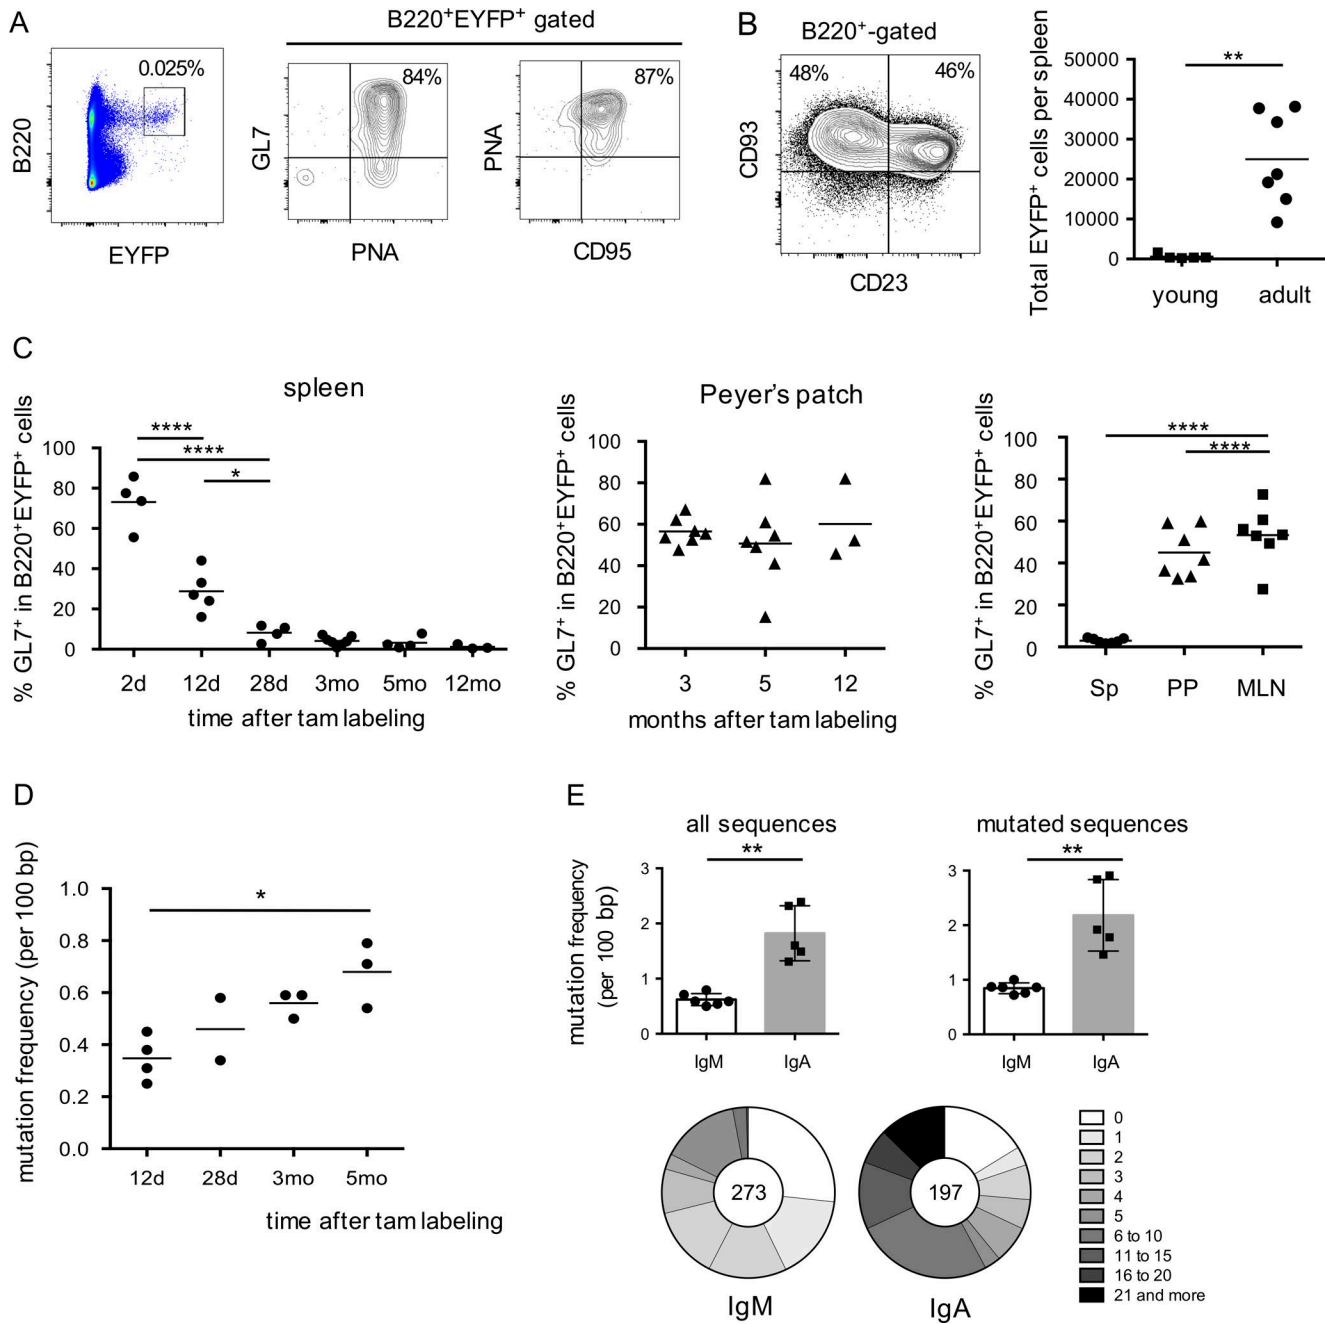 A
B220+EYFP+ gated
0.025%
84%
87%
B220
GL7
PNA
EYFP
PNA
CD95
B
B220+-gated
48%
46%
CD93
CD23
Total EYFP+ cells per spleen
**
50000
40000
30000
20000
10000
0
young
adult
C
spleen
% GL7+ in B220+EYFP+ cells
****
****
*
100
80
60
40
20
0
2d
12d
28d
3mo
5mo
12mo
time after tam labeling
Peyer's patch
% GL7+ in B220+EYFP+ cells
100
80
60
40
20
0
3
5
12
months after tam labeling
% GL7+ in B220+EYFP+ cells
****
****
100
80
60
40
20
0
Sp
PP
MLN
D
mutation frequency (per 100 bp)
*
1.0
0.8
0.6
0.4
0.2
0.0
12d
28d
3mo
5mo
time after tam labeling
E
all sequences
mutation frequency
(per 100 bp)
**
3
2
1
0
IgM
IgA
mutated sequences
**
3
2
1
0
IgM
IgA
273
IgM
197
IgA
0
1
2
3
4
5
6 to 10
11 to 15
16 to 20
21 and more